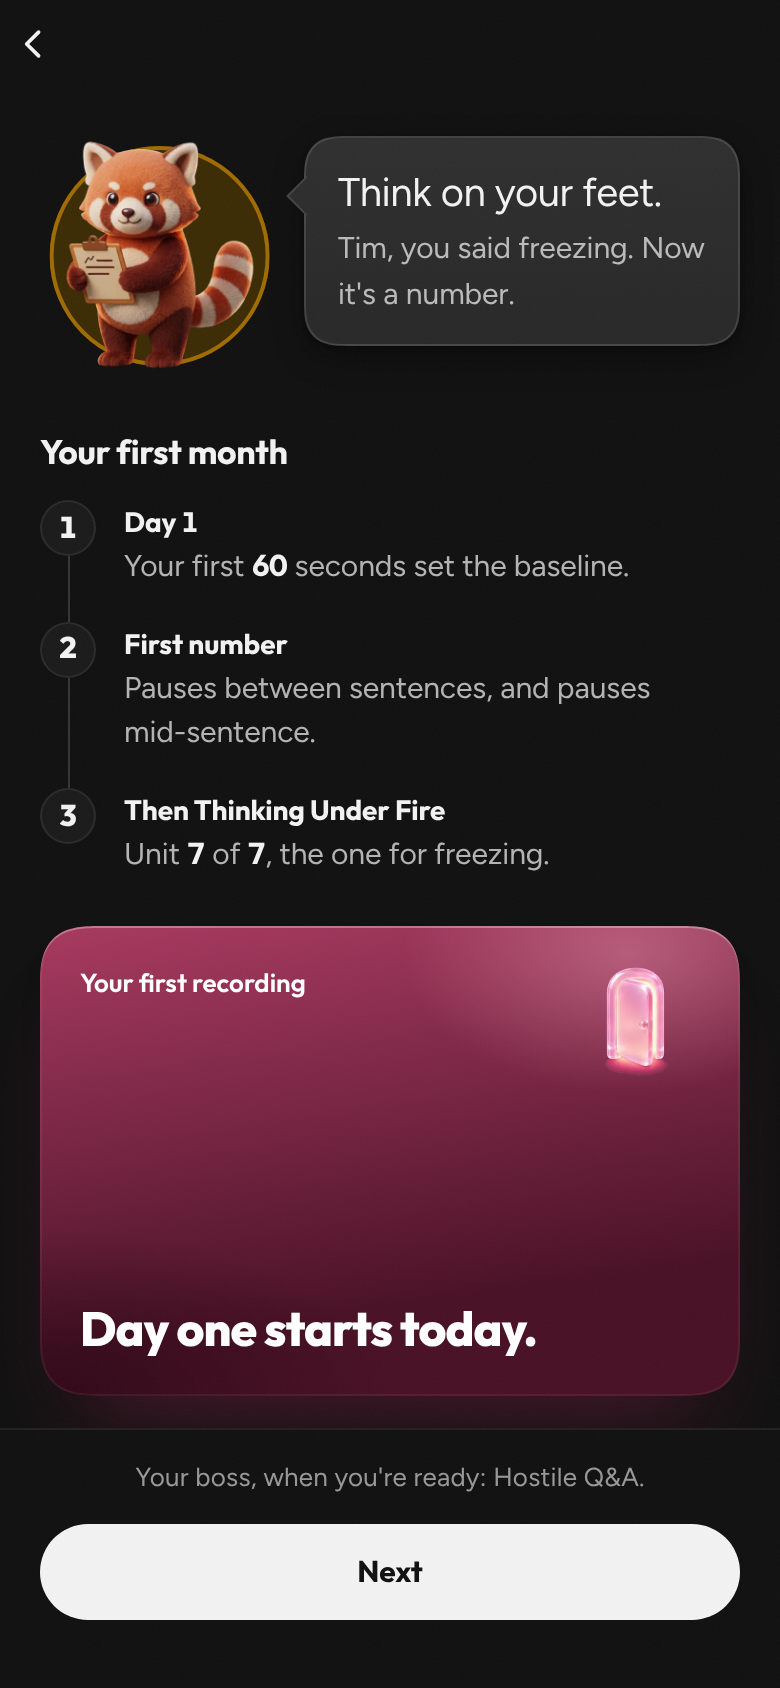 Think on your feet.
Tim, you said freezing. Now
it's a number.
Your first month
1
Day 1
Your first 60 seconds set the baseline.
2
First number
Pauses between sentences, and pauses
mid-sentence.
3
Then Thinking Under Fire
Unit 7 of 7, the one for freezing.
Your first recording
Day one starts today.
Your boss, when you're ready: Hostile Q&A.
Next